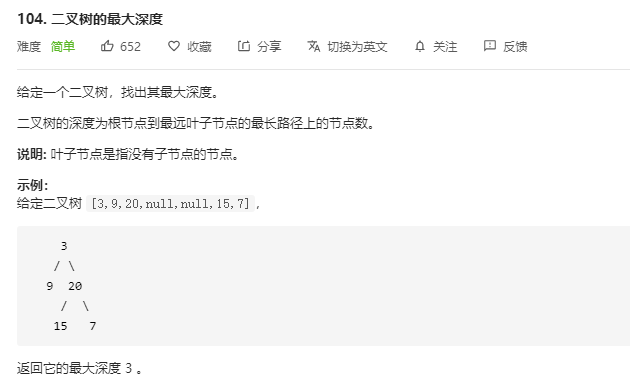 104. 二叉树的最大深度
难度 简单 652 收藏 分享 切换为英文 关注 反馈
给定一个二叉树，找出其最大深度。
二叉树的深度为根节点到最远叶子节点的最长路径上的节点数。
说明: 叶子节点是指没有子节点的节点。
示例：
给定二叉树 [3,9,20,null,null,15,7]，
3
/ \
9 20
/ \
15 7
返回它的最大深度 3 。